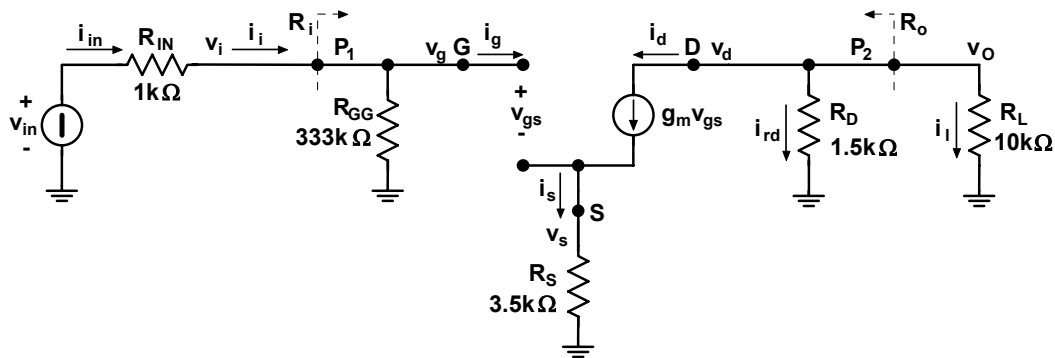 i_in
R_IN
1kΩ
v_i
i_i
R_i
P_1
v_g
G
i_g
+
v_in
-
R_GG
333kΩ
+
v_gs
-
i_s
S
v_s
R_S
3.5kΩ
i_d
D
v_d
g_m v_gs
P_2
R_o
v_O
i_rd
R_D
1.5kΩ
i_l
R_L
10kΩ